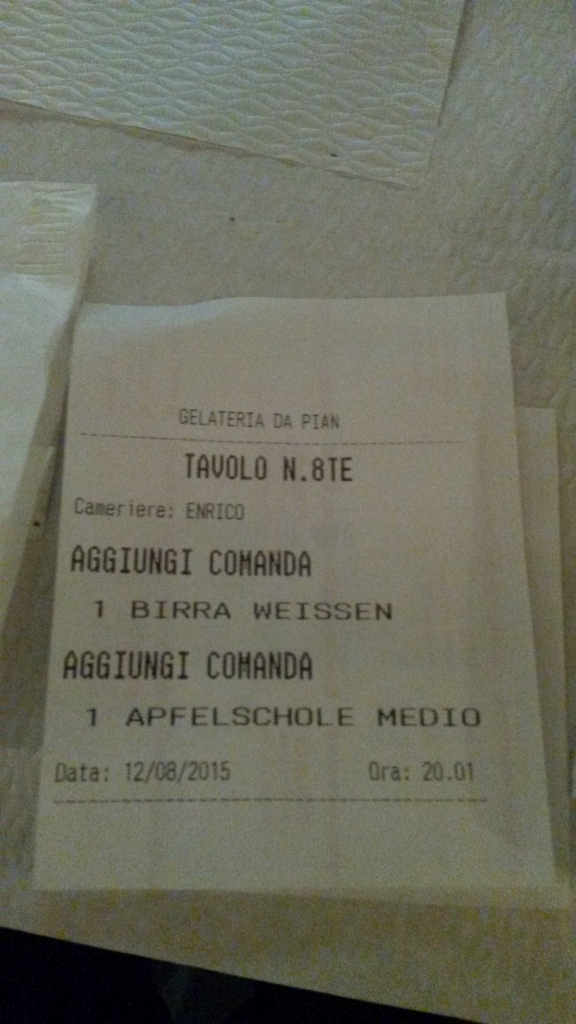 GELATERIA DA PIAN
TAVOLO N.8TE
Cameriere: ENRICO
AGGIUNGI COMANDA
1 BIRRA WEISSEN
AGGIUNGI COMANDA
1 APFELSCHOLE MEDIO
Data: 12/08/2015 Ora: 20.01